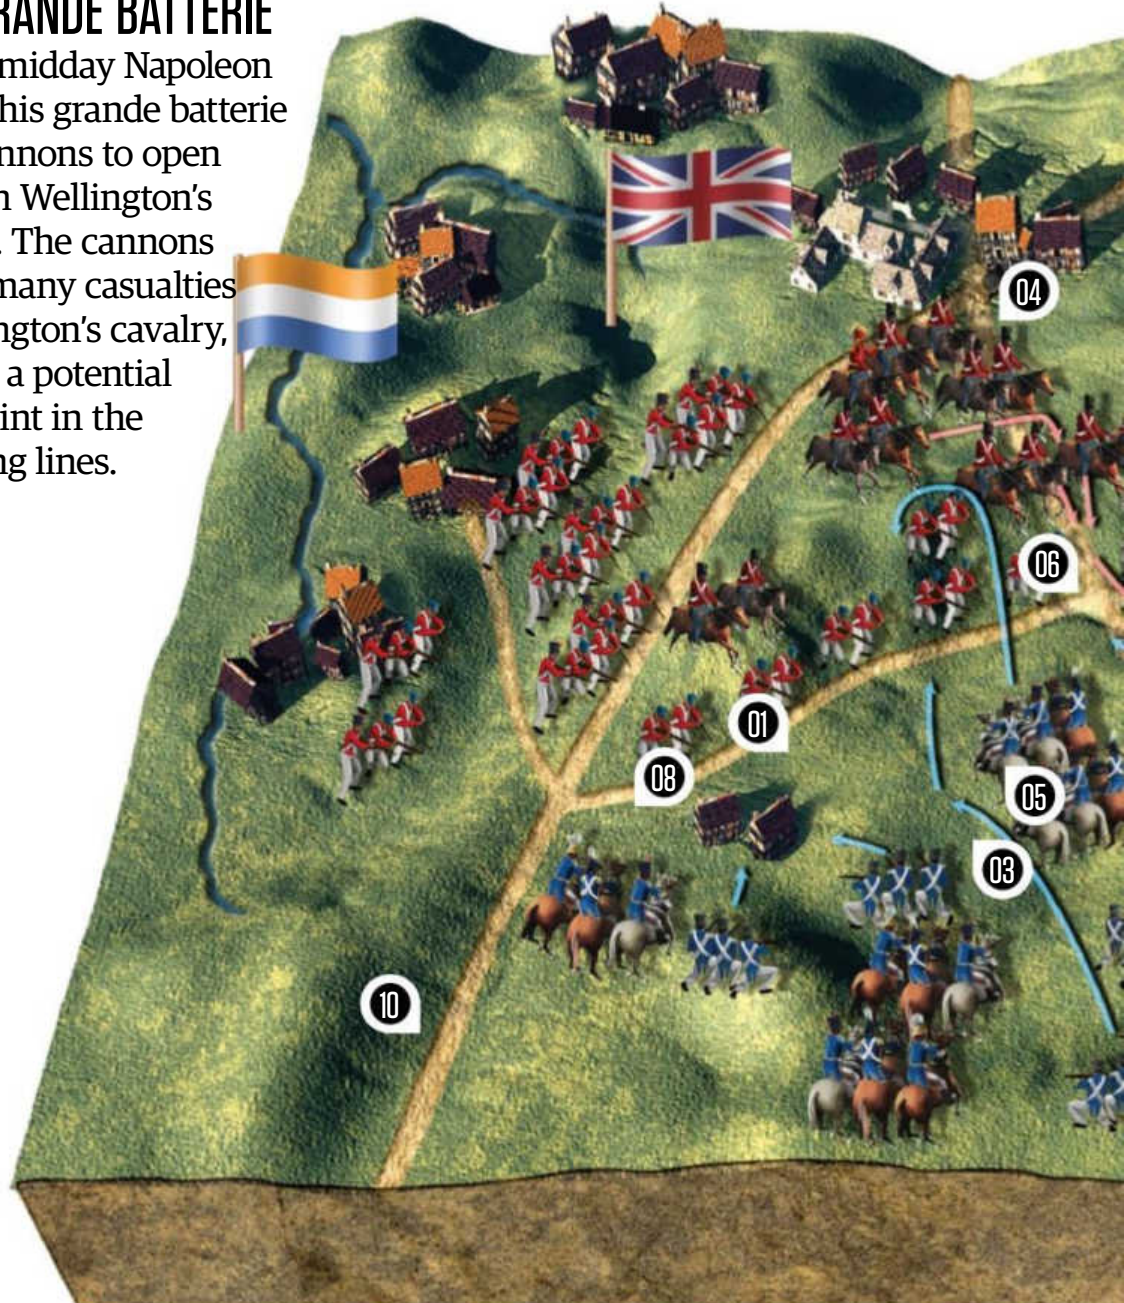 RANDE BATTERIE
midday Napoleon
his grande batterie
nnons to open
n Wellington's
. The cannons
many casualties
ngton's cavalry,
a potential
int in the
ng lines.
04
06
01
08
05
03
10